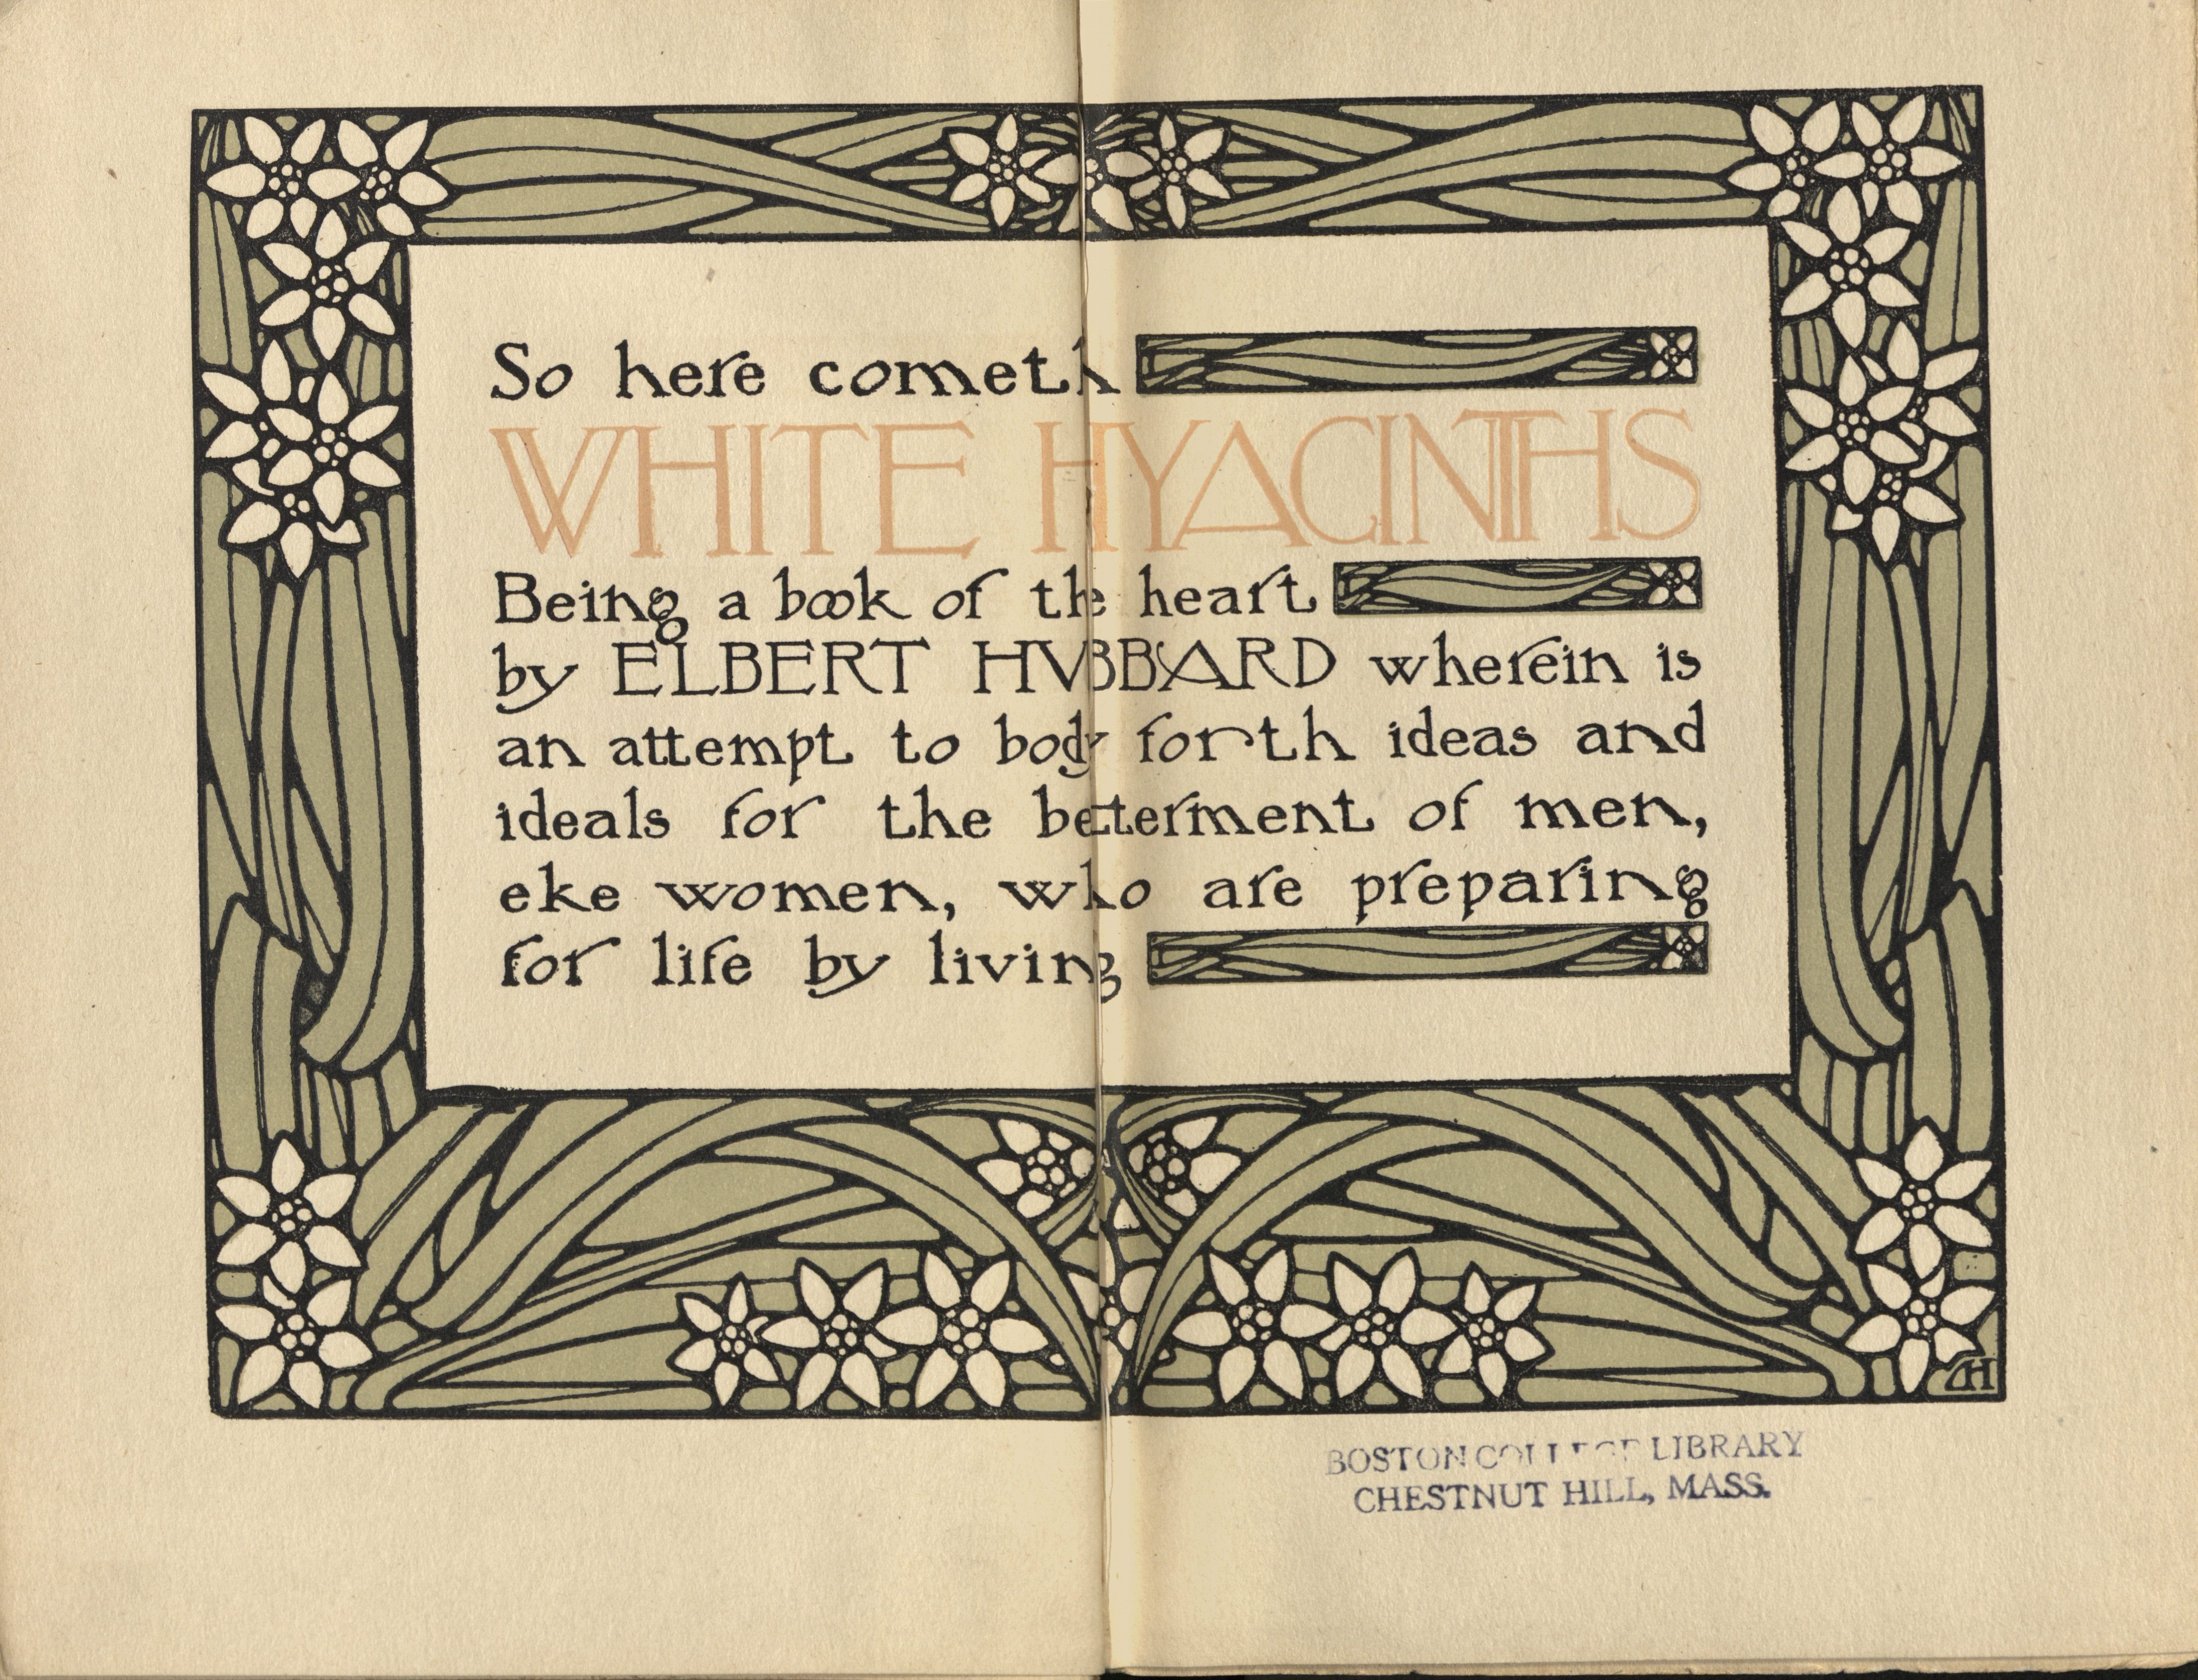 So here cometh
WHITE HYACINTHS
Being a book of the heart
by ELBERT HVBBARD wherein is
an attempt to body forth ideas and
ideals for the betterment of men,
eke women, who are preparing
for life by living
DH
BOSTON COLLEGE LIBRARY
CHESTNUT HILL, MASS.